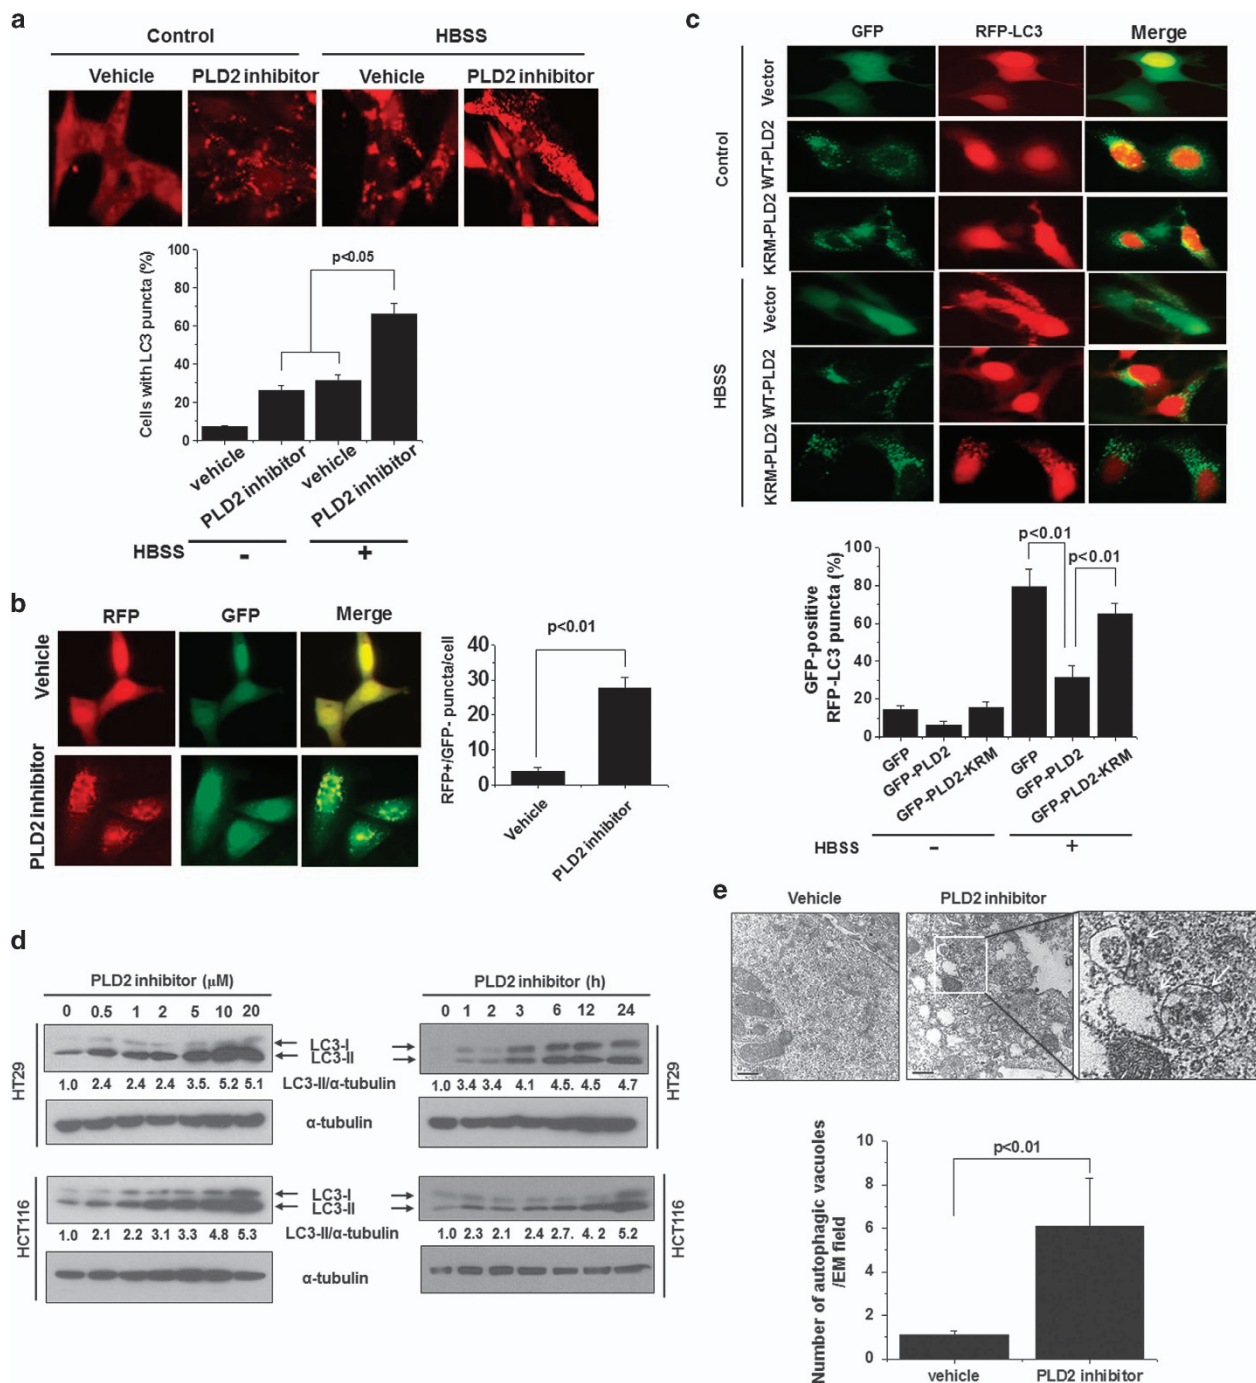 a
Control HBSS
Vehicle PLD2 inhibitor Vehicle PLD2 inhibitor
Cells with LC3 puncta (%)
100
80
60
40
20
0
p<0.05
vehicle
PLD2 inhibitor
vehicle
PLD2 inhibitor
HBSS - +
b
RFP GFP Merge
Vehicle
PLD2 inhibitor
RFP+/GFP- puncta/cell
40
30
20
10
0
p<0.01
Vehicle
PLD2 inhibitor
c
GFP RFP-LC3 Merge
Control
Vector
WT-PLD2
KRM-PLD2
HBSS
Vector
WT-PLD2
KRM-PLD2
GFP-positive
RFP-LC3 puncta (%)
100
80
60
40
20
0
p<0.01
p<0.01
GFP
GFP-PLD2
GFP-PLD2-KRM
GFP
GFP-PLD2
GFP-PLD2-KRM
HBSS - +
d
PLD2 inhibitor (μM) PLD2 inhibitor (h)
0 0.5 1 2 5 10 20 0 1 2 3 6 12 24
HT29
LC3-I
LC3-II
1.0 2.4 2.4 2.4 3.5. 5.2 5.1 LC3-II/α-tubulin 1.0 3.4 3.4 4.1 4.5. 4.5 4.7
α-tubulin
HT29
HCT116
LC3-I
LC3-II
1.0 2.1 2.2 3.1 3.3 4.8 5.3 LC3-II/α-tubulin 1.0 2.3 2.1 2.4 2.7. 4. 2 5.2
α-tubulin
HCT116
e
Vehicle PLD2 inhibitor
Number of autophagic vacuoles
/EM field
10
8
6
4
2
0
p<0.01
vehicle PLD2 inhibitor